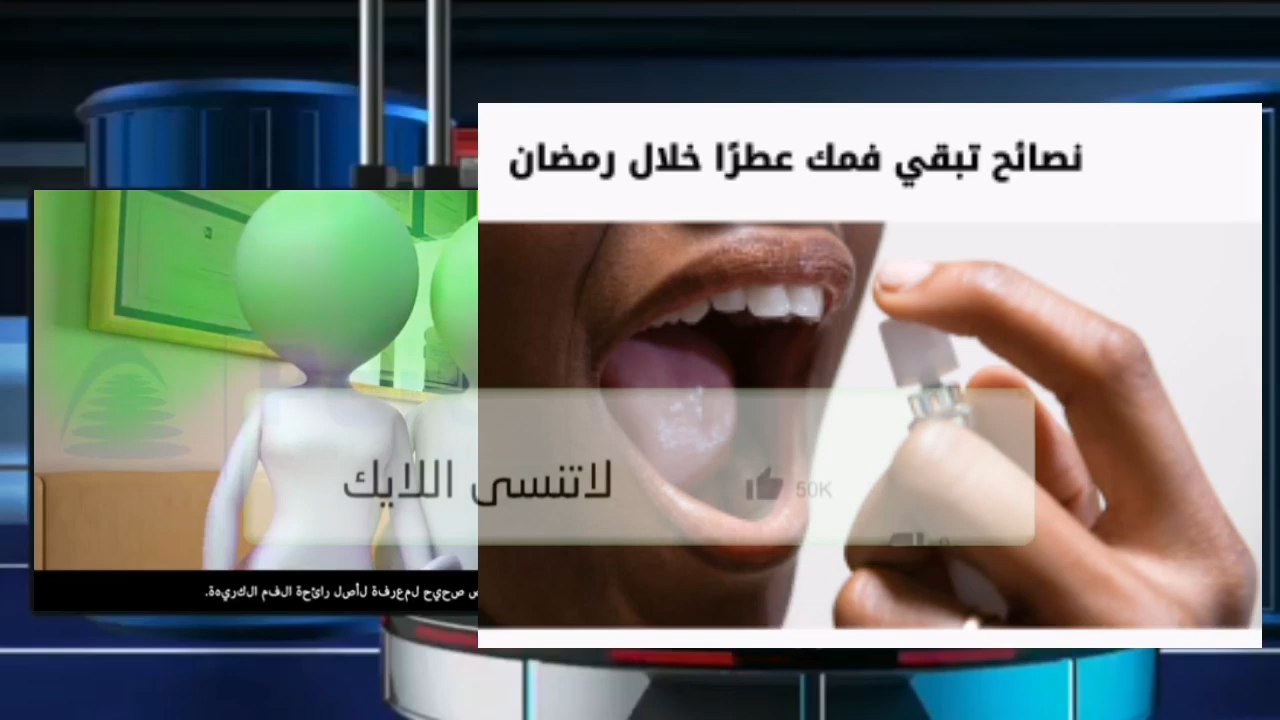 نصائح تبقي فمك عطرًا خلال رمضان
لاتنسى اللايك
50K
صحيح لمعرفة لأصل رائحة الفم الكريهة.